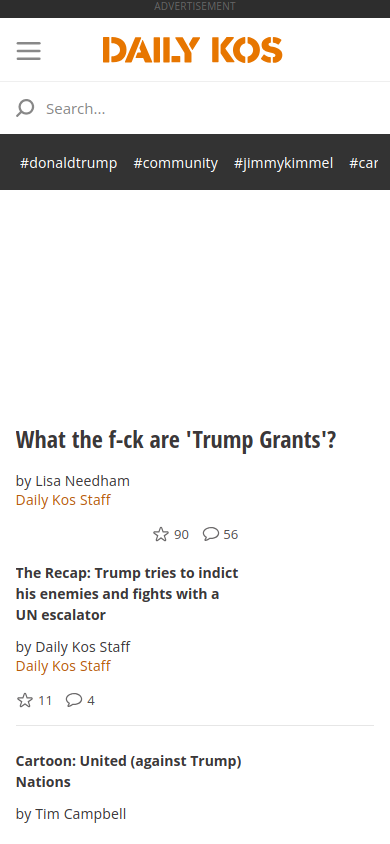 ADVERTISEMENT
DAILY KOS
Search...
#donaldtrump #community #jimmykimmel #car
What the f-ck are 'Trump Grants'?
by Lisa Needham
Daily Kos Staff
90 56
The Recap: Trump tries to indict
his enemies and fights with a
UN escalator
by Daily Kos Staff
Daily Kos Staff
11 4
Cartoon: United (against Trump)
Nations
by Tim Campbell